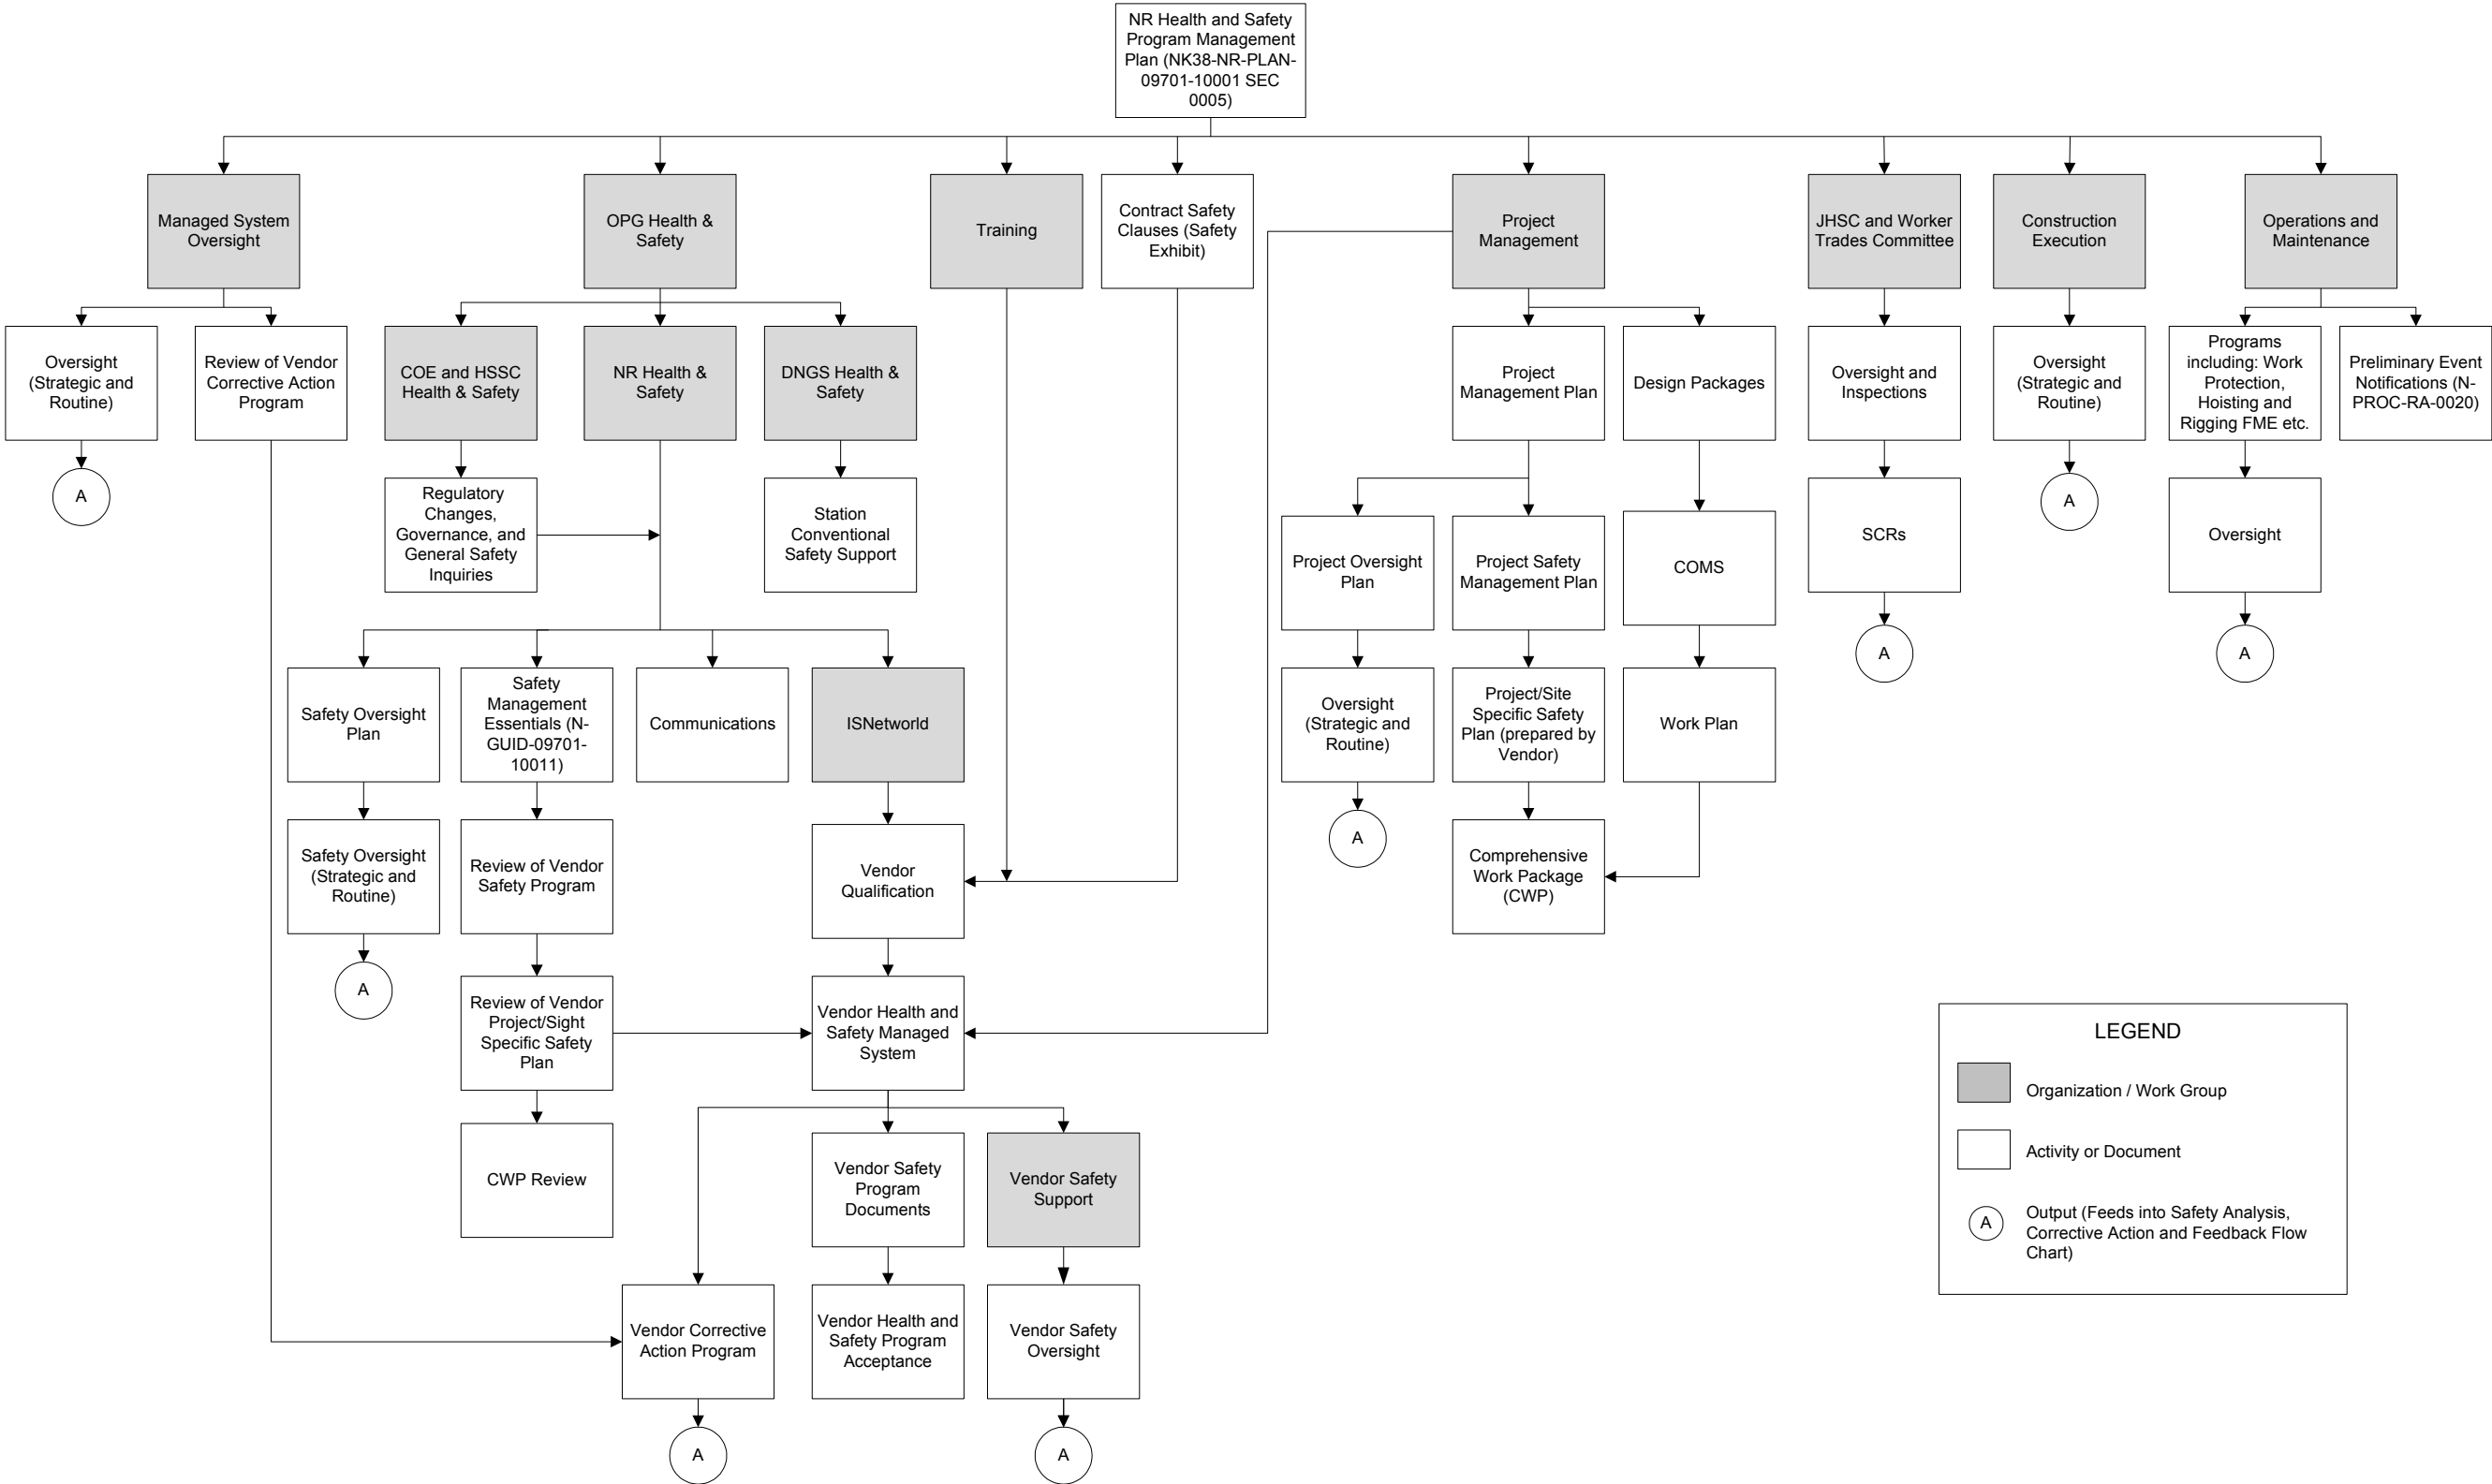 NR Health and Safety
Program Management
Plan (NK38-NR-PLAN-
09701-10001 SEC
0005)
Managed System
Oversight
OPG Health &
Safety
Training
Contract Safety
Clauses (Safety
Exhibit)
Project
Management
JHSC and Worker
Trades Committee
Construction
Execution
Operations and
Maintenance
Oversight
(Strategic and
Routine)
Review of Vendor
Corrective Action
Program
COE and HSSC
Health & Safety
NR Health &
Safety
DNGS Health &
Safety
Project
Management Plan
Design Packages
Oversight and
Inspections
Oversight
(Strategic and
Routine)
Programs
including: Work
Protection,
Hoisting and
Rigging FME etc.
Preliminary Event
Notifications (N-
PROC-RA-0020)
A
Regulatory
Changes,
Governance, and
General Safety
Inquiries
Station
Conventional
Safety Support
Project Oversight
Plan
Project Safety
Management Plan
COMS
SCRs
A
Oversight
Safety Oversight
Plan
Safety
Management
Essentials (N-
GUID-09701-
10011)
Communications
ISNetworld
Oversight
(Strategic and
Routine)
Project/Site
Specific Safety
Plan (prepared by
Vendor)
Work Plan
A
A
Safety Oversight
(Strategic and
Routine)
Review of Vendor
Safety Program
Vendor
Qualification
A
Comprehensive
Work Package
(CWP)
A
Review of Vendor
Project/Sight
Specific Safety
Plan
Vendor Health and
Safety Managed
System
CWP Review
Vendor Safety
Program
Documents
Vendor Safety
Support
Vendor Corrective
Action Program
Vendor Health and
Safety Program
Acceptance
Vendor Safety
Oversight
A
A
LEGEND
Organization / Work Group
Activity or Document
A
Output (Feeds into Safety Analysis,
Corrective Action and Feedback Flow
Chart)